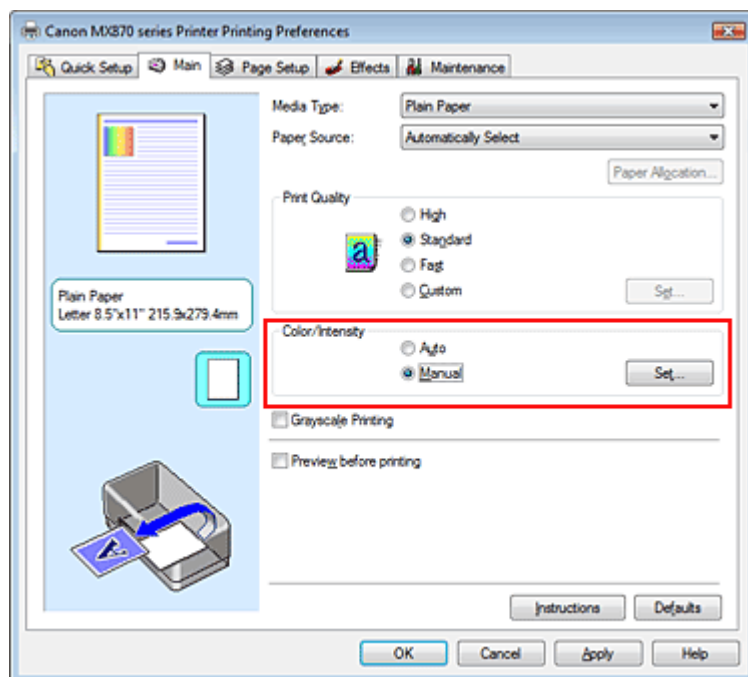 Canon MX870 series Printer Printing Preferences
Quick Setup Main Page Setup Effects Maintenance
Media Type: Plain Paper
Paper Source: Automatically Select
Paper Allocation...
Print Quality
High
a Standard
Fast
Custom Set...
Plain Paper
Letter 8.5"x11" 215.9x279.4mm
Color/Intensity
Auto
Manual Set...
Grayscale Printing
Preview before printing
A
Instructions Defaults
OK Cancel Apply Help